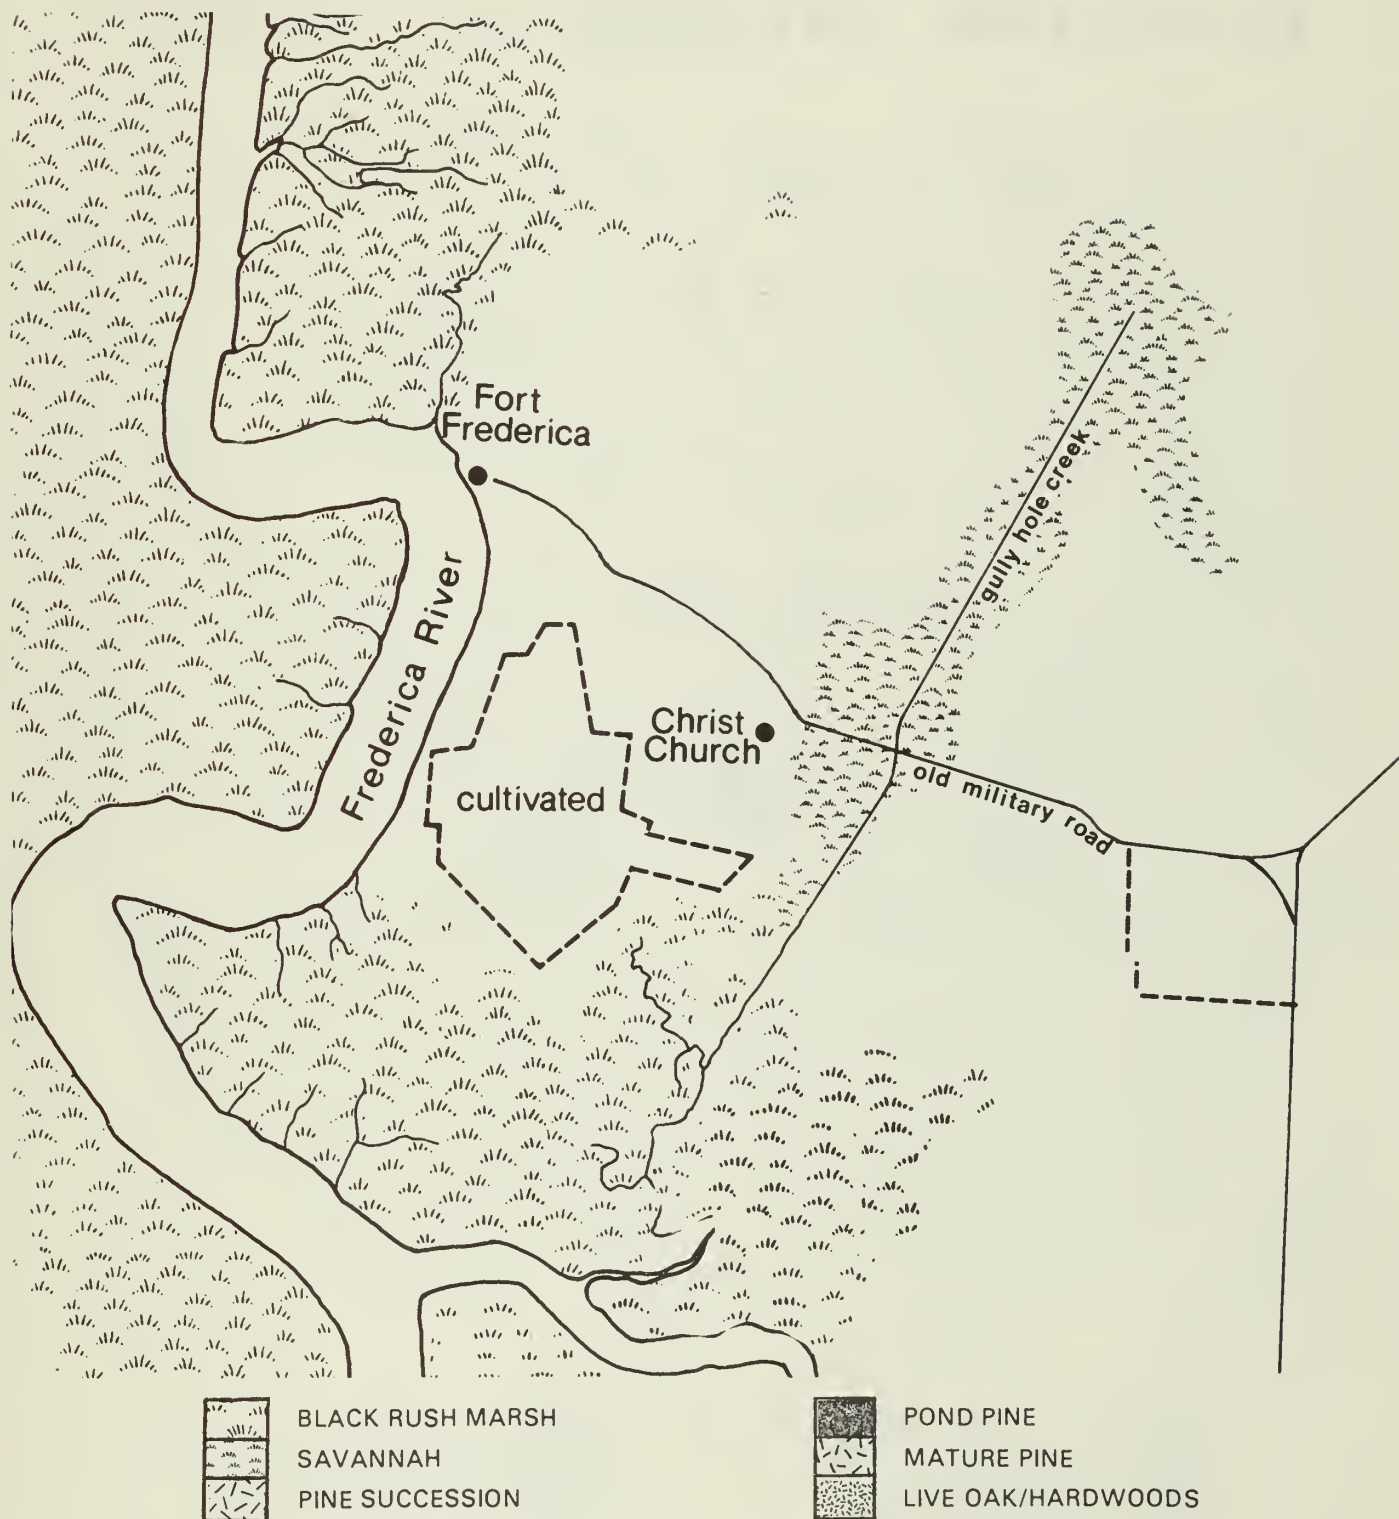 Fort
Frederica
gully hole creek
Frederica River
Christ
Church
cultivated
old military road
BLACK RUSH MARSH
SAVANNAH
PINE SUCCESSION
POND PINE
MATURE PINE
LIVE OAK/HARDWOODS